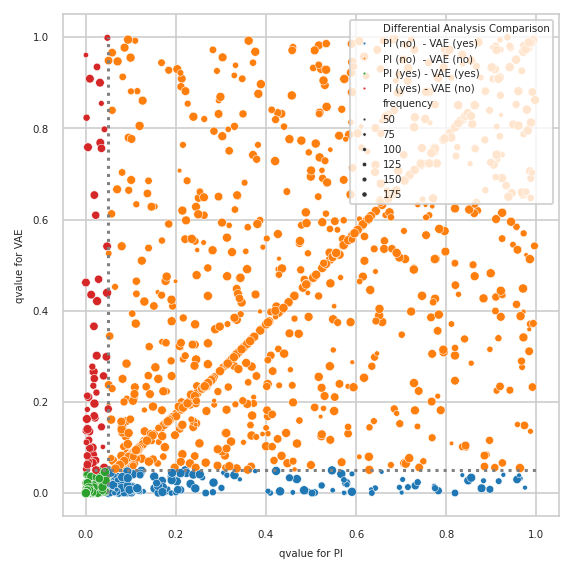 Differential Analysis Comparison
PI (no)  - VAE (yes)
PI (no)  - VAE (no)
PI (yes) - VAE (yes)
PI (yes) - VAE (no)
frequency
50
75
100
125
150
175
1.0
0.8
0.6
0.4
0.2
0.0
qvalue for VAE
0.0 0.2 0.4 0.6 0.8 1.0
qvalue for PI